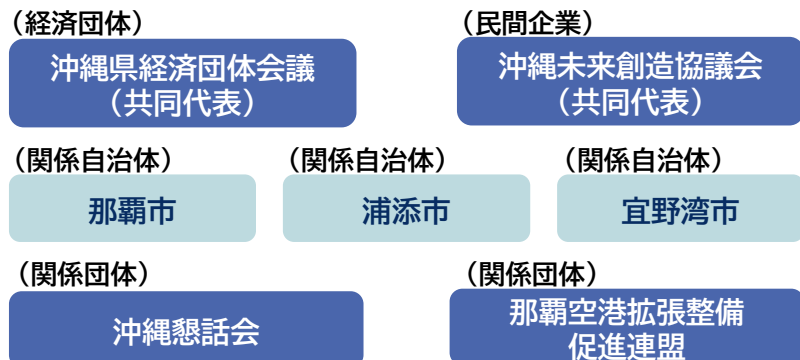 (経済団体)
沖縄県経済団体会議
(共同代表)
(民間企業)
沖縄未来創造協議会
(共同代表)
(関係自治体)
那覇市
(関係自治体)
浦添市
(関係自治体)
宜野湾市
(関係団体)
沖縄懇話会
(関係団体)
那覇空港拡張整備
促進連盟